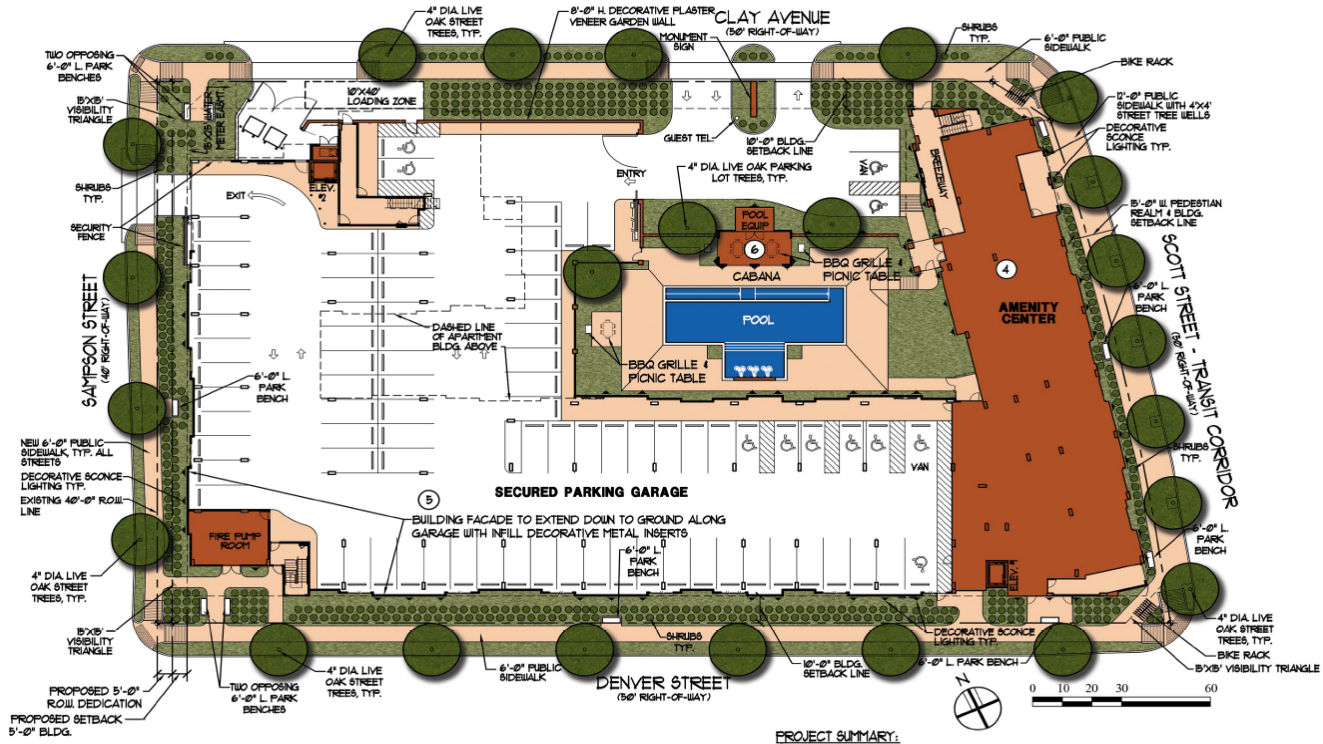 CLAY AVENUE
(50' RIGHT-OF-WAY)
4" DIA. LIVE
OAK STREET
TREES, TYP.
8'-0" H. DECORATIVE PLASTER
VENEER GARDEN WALL
MONUMENT
SIGN
SHRUBS
TYP.
6'-0" PUBLIC
SIDEWALK
BIKE RACK
TWO OPPOSING
6'-0" L. PARK
BENCHES
15'X15'
VISIBILITY
TRIANGLE
15'X25' WATER
METER EASMT.
10'X40'
LOADING ZONE
GUEST TEL.
10'-0" BLDG.
SETBACK LINE
12'-0" PUBLIC
SIDEWALK WITH 4'X4'
STREET TREE WELLS
DECORATIVE
SCONCE
LIGHTING TYP.
SHRUBS
TYP.
SECURITY
FENCE
EXIT
ELEV.
#2
ENTRY
4" DIA. LIVE OAK PARKING
LOT TREES, TYP.
VAN
BREEZEWAY
15'-0" W. PEDESTIAN
REALM & BLDG.
SETBACK LINE
POOL
EQUIP
6
CABANA
BBQ GRILLE &
PICNIC TABLE
4
AMENITY
CENTER
SCOTT STREET - TRANSIT CORRIDOR
(50' RIGHT-OF-WAY)
6'-0" L.
PARK
BENCH
SAMPSON STREET
(40' RIGHT-OF-WAY)
DASHED LINE
OF APARTMENT
BLDG. ABOVE
POOL
BBQ GRILLE &
PICNIC TABLE
6'-0" L.
PARK
BENCH
NEW 6'-0" PUBLIC
SIDEWALK, TYP. ALL
STREETS
DECORATIVE SCONCE
LIGHTING TYP.
EXISTING 40'-0" R.O.W.
LINE
VAN
SHRUBS
TYP.
SECURED PARKING GARAGE
5
BUILDING FACADE TO EXTEND DOWN TO GROUND ALONG
GARAGE WITH INFILL DECORATIVE METAL INSERTS
FIRE PUMP
ROOM
6'-0" L.
PARK
BENCH
6'-0" L.
PARK
BENCH
ELEV. #1
4" DIA. LIVE
OAK STREET
TREES, TYP.
15'X15'
VISIBILITY
TRIANGLE
PROPOSED 5'-0"
R.O.W. DEDICATION
PROPOSED SETBACK
5'-0" BLDG.
TWO OPPOSING
6'-0" L. PARK
BENCHES
4" DIA. LIVE
OAK STREET
TREES, TYP.
6'-0" PUBLIC
SIDEWALK
SHRUBS
TYP.
DENVER STREET
(50' RIGHT-OF-WAY)
10'-0" BLDG.
SETBACK LINE
DECORATIVE SCONCE
LIGHTING TYP.
6'-0" L. PARK BENCH
4" DIA. LIVE
OAK STREET
TREES, TYP.
BIKE RACK
15'X15' VISIBILITY TRIANGLE
N
0 10 20 30 60
PROJECT SUMMARY: